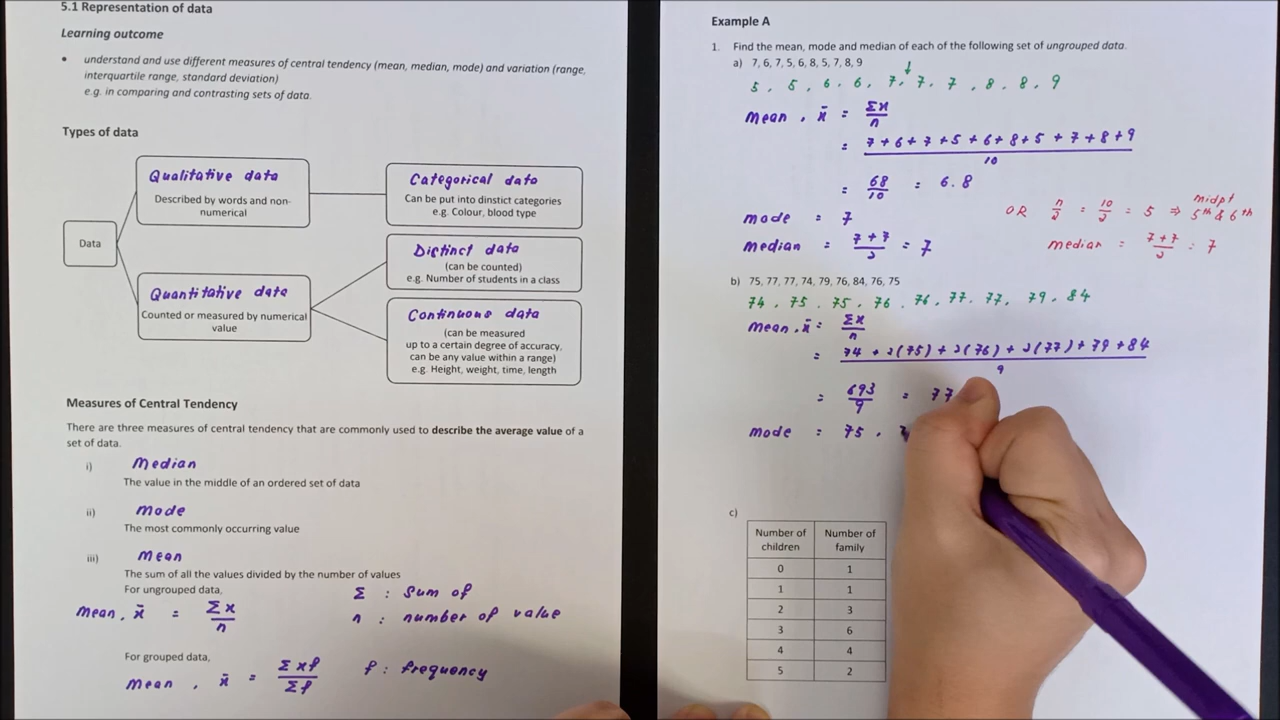 5.1 Representation of data
Learning outcome
• understand and use different measures of central tendency (mean, median, mode) and variation (range,
interquartile range, standard deviation)
e.g. in comparing and contrasting sets of data.
Types of data
Data
Qualitative data
Described by words and non-
numerical
Quantitative data
Counted or measured by numerical
value
Categorical data
Can be put into dinstict categories
e.g. Colour, blood type
Distinct data
(can be counted)
e.g. Number of students in a class
Continuous data
(can be measured
up to a certain degree of accuracy,
can be any value within a range)
e.g. Height, weight, time, length
Measures of Central Tendency
There are three measures of central tendency that are commonly used to describe the average value of a
set of data.
i) Median
The value in the middle of an ordered set of data
ii) mode
The most commonly occurring value
iii) Mean
The sum of all the values divided by the number of values
For ungrouped data,
Mean, x̄ = Σx/n
Σ : Sum of
n : number of value
For grouped data,
Mean, x̄ = Σxf/Σf
f : frequency
Example A
1. Find the mean, mode and median of each of the following set of ungrouped data.
a) 7, 6, 7, 5, 6, 8, 5, 7, 8, 9
5, 5, 6, 6, 7, 7, 7, 8, 8, 9
Mean, x̄ = Σx/n
= 7+6+7+5+6+8+5+7+8+9/10
= 68/10 = 6.8
mode = 7
median = 7+7/2 = 7
OR n/2 = 10/2 = 5 ⇒ midpt 5th & 6th
median = 7+7/2 = 7
b) 75, 77, 77, 74, 79, 76, 84, 76, 75
74, 75, 75, 76, 76, 77, 77, 79, 84
Mean, x̄ = Σx/n
= 74 + 2(75) + 2(76) + 2(77) + 79 + 84/9
= 693/9 = 77
mode = 75,
c)
Number of children Number of family
0 1
1 1
2 3
3 6
4 4
5 2